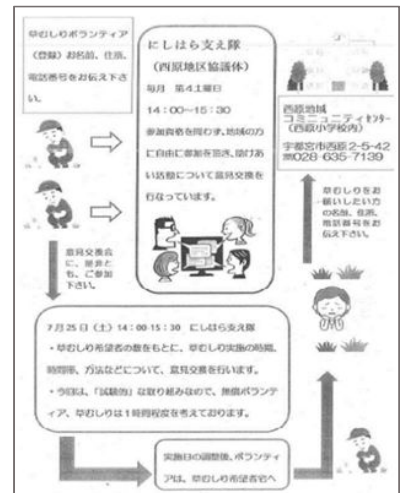 草むしりボランティア
(登録)お名前、住所、
電話番号をお伝え下さ
い。
にしはら支え隊
(西原地区協議体)
毎月 第4土曜日
14:00~15:30
参加資格を問わず、地域の方
に自由に参加を頂き、助けあ
い活動について意見交換を
行なっています。
西原地域
コミュニュティセンター
(西原小学校内)
宇都宮市西原2-5-42
☎028-635-7139
草むしりをお
願いしたい方
の名前、住所、
電話番号をお
伝え下さい。
意見交換会
に、是非と
も、ご参加
下さい。
7月25日(土)14:00-15:30 にしはら支え隊
・草むしり希望者の数をもとに、草むしり実施の時期、
時間帯、方法などについて、意見交換を行います。
・今回は、「試験的」な取り組みなので、無償ボランテ
ィア、草むしりは1時間程度を考えております。
実施日の調整後、ボランティ
アは、草むしり希望者宅へ